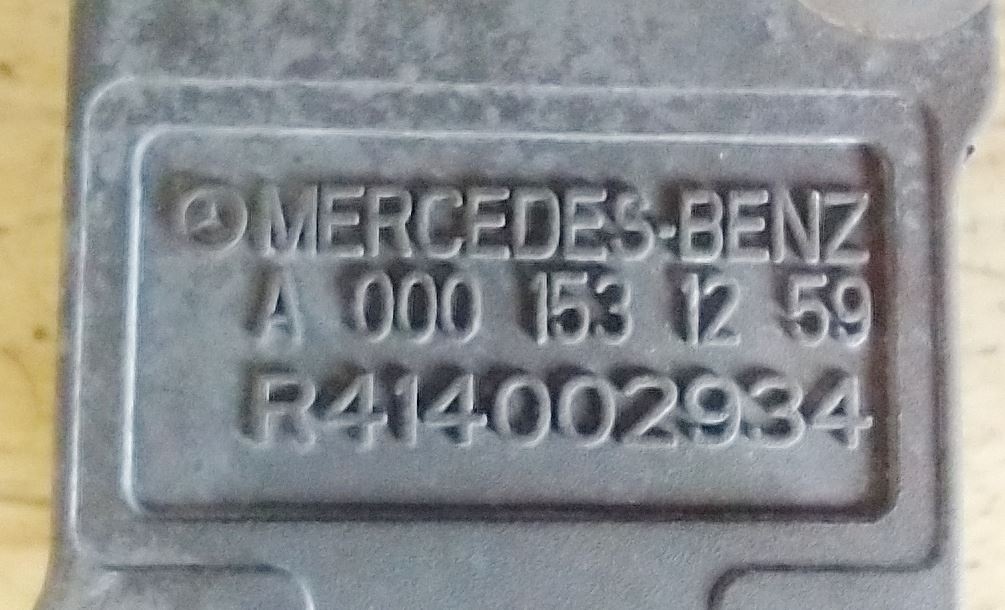 MERCEDES-BENZ
A 000 153 12 59
R414002934